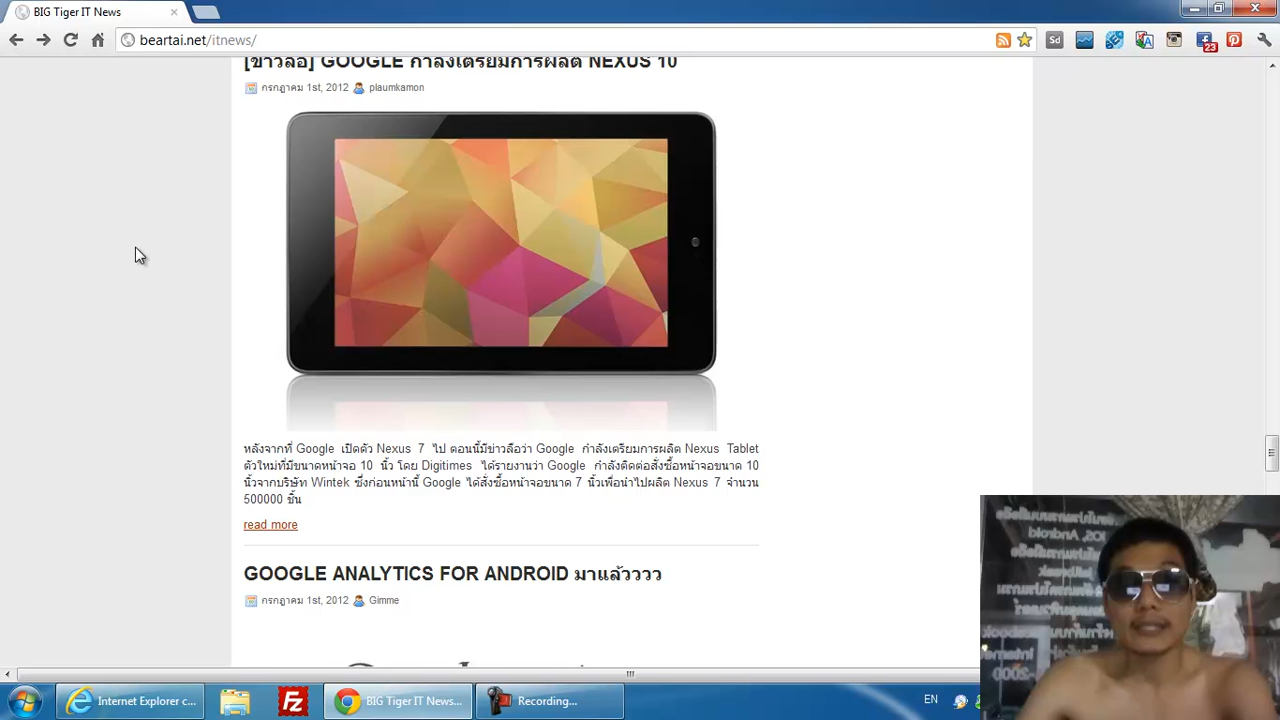 BIG Tiger IT News
beartai.net/itnews/
Sd
23
[ข่าวลือ] GOOGLE กำลังเตรียมการผลิต NEXUS 10
กรกฎาคม 1st, 2012 plaumkamon
หลังจากที่ Google เปิดตัว Nexus 7 ไป ตอนนี้มีข่าวลือว่า Google กำลังเตรียมการผลิต Nexus Tablet
ตัวใหม่ที่มีขนาดหน้าจอ 10 นิ้ว โดย Digitimes ได้รายงานว่า Google กำลังติดต่อสั่งซื้อหน้าจอขนาด 10
นิ้วจากบริษัท Wintek ซึ่งก่อนหน้านี้ Google ได้สั่งซื้อหน้าจอขนาด 7 นิ้วเพื่อนำไปผลิต Nexus 7 จำนวน
500000 ชิ้น
read more
GOOGLE ANALYTICS FOR ANDROID มาแล้วววว
กรกฎาคม 1st, 2012 Gimme
iOS, Android
Jailbreak
facebook
Internet
Internet Explorer c...
BIG Tiger IT News...
Recording...
EN